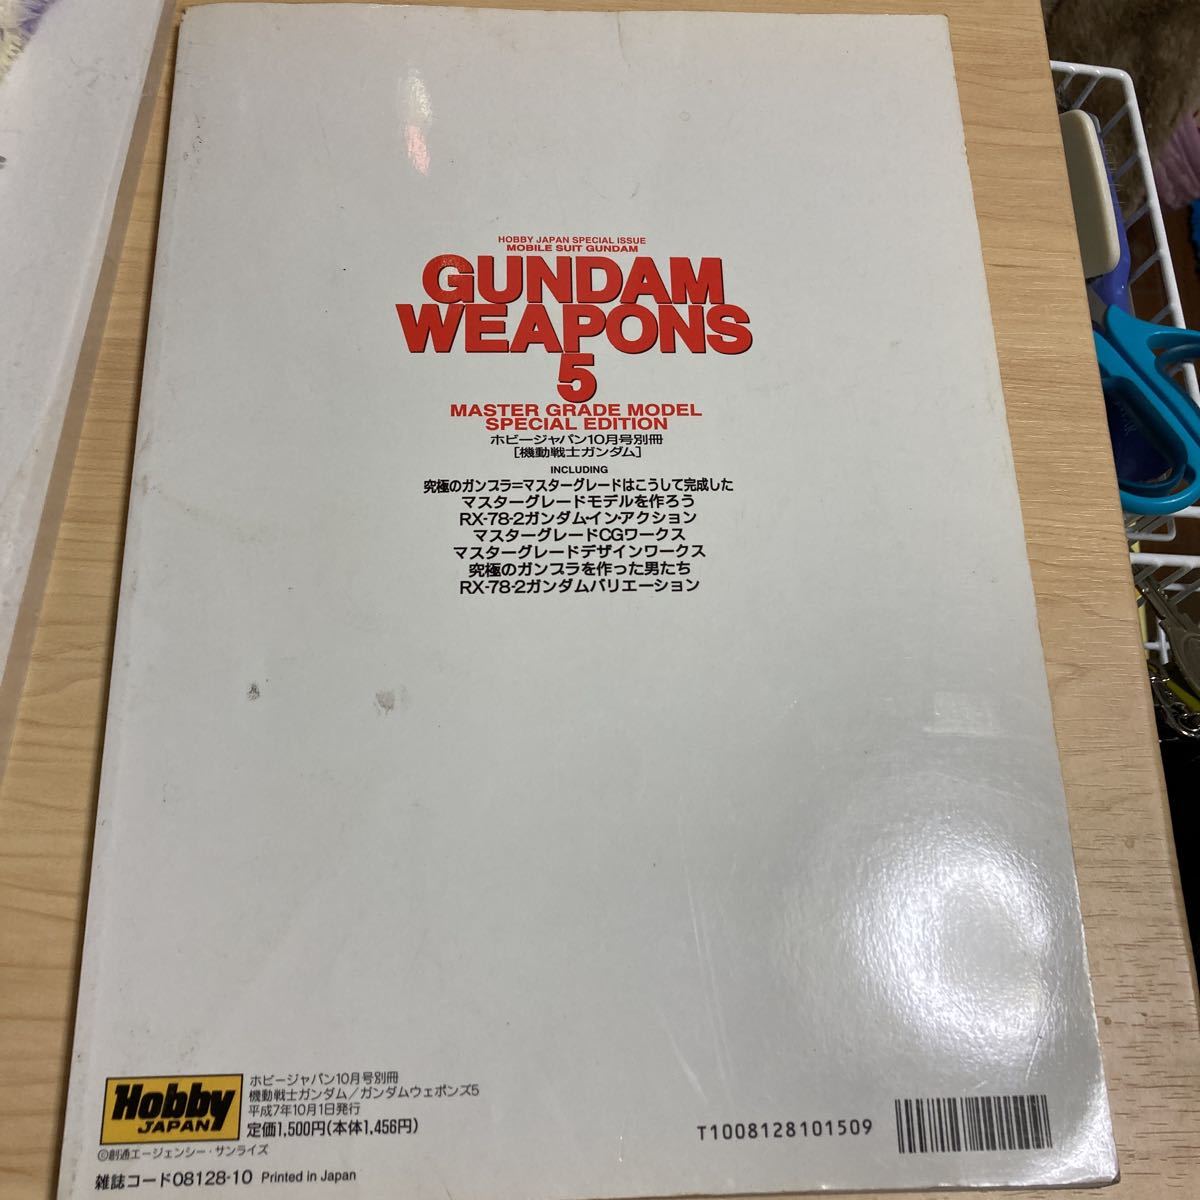 HOBBY JAPAN SPECIAL ISSUE
MOBILE SUIT GUNDAM
GUNDAM
WEAPONS
5
MASTER GRADE MODEL
SPECIAL EDITION
ホビージャパン10月号別冊
[機動戦士ガンダム]
INCLUDING
究極のガンプラ=マスターグレードはこうして完成した
マスターグレードモデルを作ろう
RX-78-2ガンダム・イン・アクション
マスターグレードCGワークス
マスターグレードデザインワークス
究極のガンプラを作った男たち
RX-78-2ガンダムバリエーション
Hobby
JAPAN
ホビージャパン10月号別冊
機動戦士ガンダム/ガンダムウェポンズ5
平成7年10月1日発行
定価1,500円(本体1,456円)
©創通エージェンシー・サンライズ
雑誌コード08128-10 Printed in Japan
T1008128101509